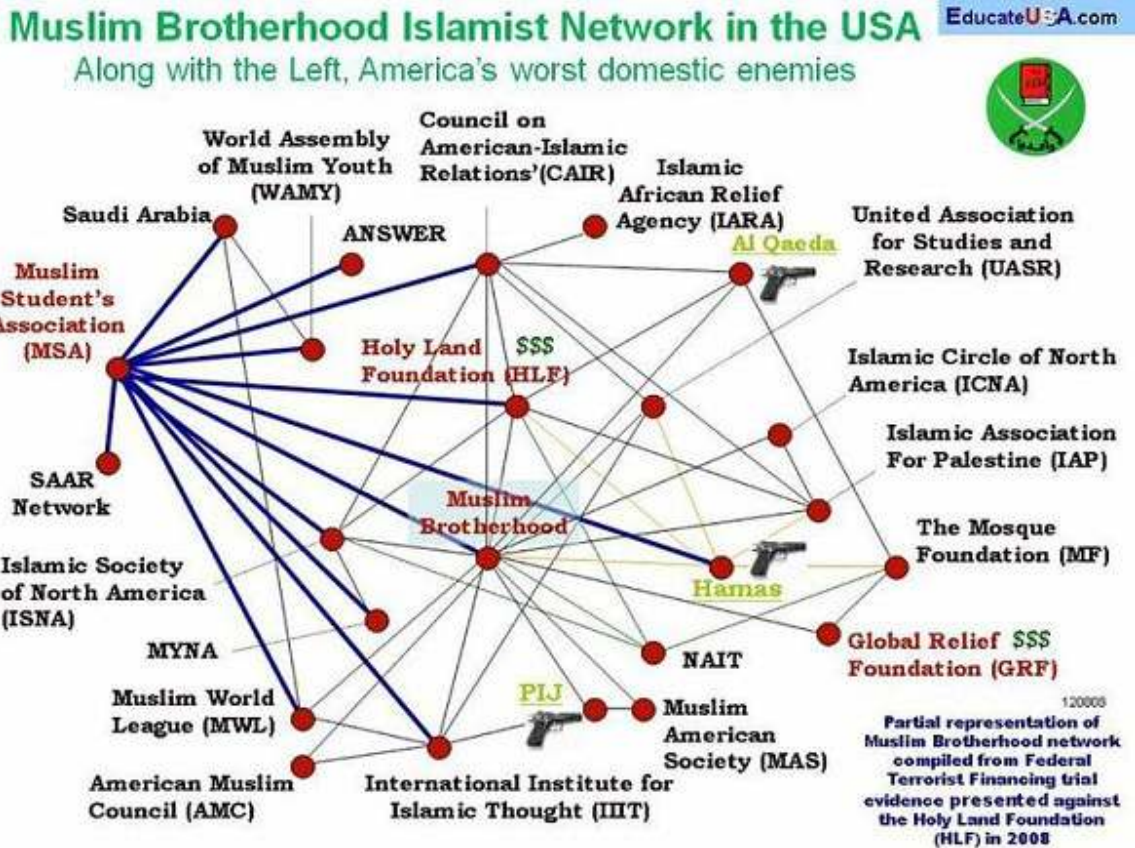 Muslim Brotherhood Islamist Network in the USA
EducateUSA.com
Along with the Left, America's worst domestic enemies
World Assembly
of Muslim Youth
(WAMY)
Council on
American-Islamic
Relations'(CAIR)
Islamic
African Relief
Agency (IARA)
Saudi Arabia
ANSWER
Al Qaeda
United Association
for Studies and
Research (UASR)
Muslim
Student's
Association
(MSA)
Holy Land $$$
Foundation (HLF)
Islamic Circle of North
America (ICNA)
Islamic Association
For Palestine (IAP)
SAAR
Network
Muslim
Brotherhood
The Mosque
Foundation (MF)
Islamic Society
of North America
(ISNA)
Hamas
MYNA
NAIT
Global Relief $$$
Foundation (GRF)
Muslim World
League (MWL)
PIJ
Muslim
American
Society (MAS)
American Muslim
Council (AMC)
International Institute for
Islamic Thought (IIIT)
Partial representation of
Muslim Brotherhood network
compiled from Federal
Terrorist Financing trial
evidence presented against
the Holy Land Foundation
(HLF) in 2008